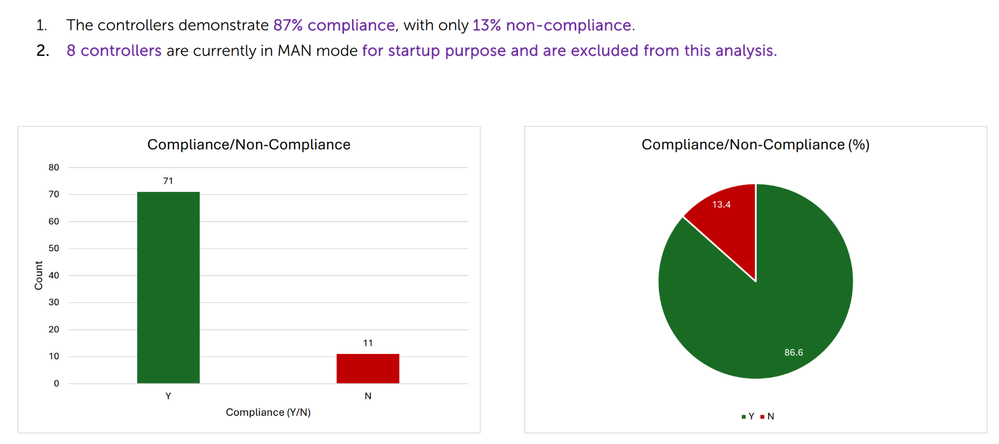 1. The controllers demonstrate 87% compliance, with only 13% non-compliance.
2. 8 controllers are currently in MAN mode for startup purpose and are excluded from this analysis.
Compliance/Non-Compliance
80
70
60
50
40
30
20
10
0
Count
71
11
Y
N
Compliance (Y/N)
Compliance/Non-Compliance (%)
13.4
86.6
Y N